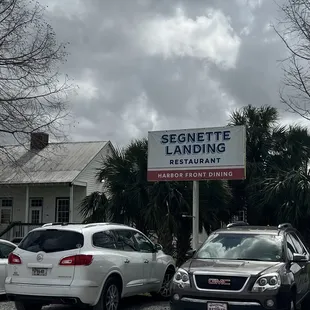 SEGNETTE
LANDING
RESTAURANT
HARBOR FRONT DINING
GMC